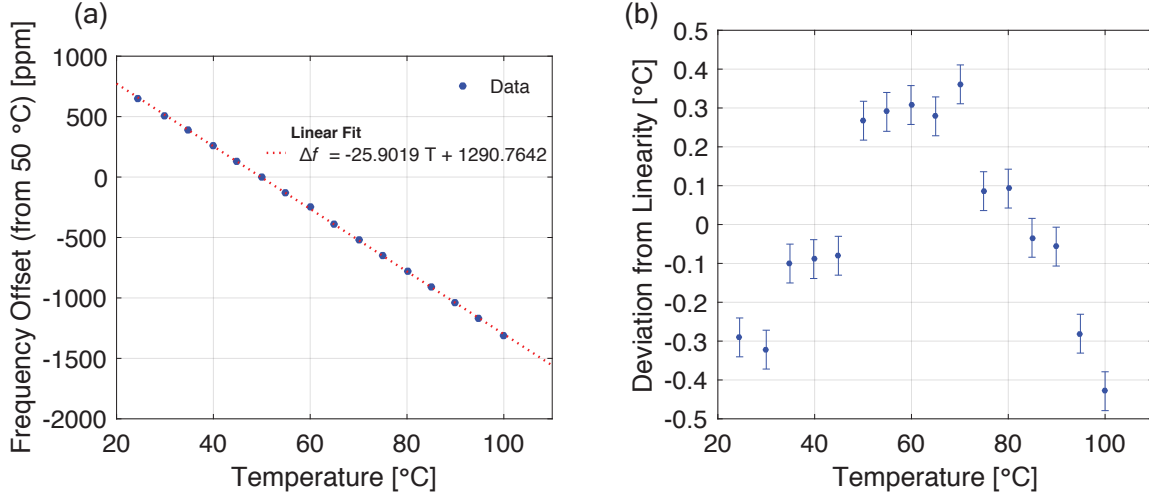 (a)
Frequency Offset (from 50 °C) [ppm]
1000
500
0
-500
-1000
-1500
-2000
Data
Linear Fit
Δf = -25.9019 T + 1290.7642
20 40 60 80 100
Temperature [°C]
(b)
Deviation from Linearity [°C]
0.5
0.4
0.3
0.2
0.1
0
-0.1
-0.2
-0.3
-0.4
-0.5
20 40 60 80 100
Temperature [°C]